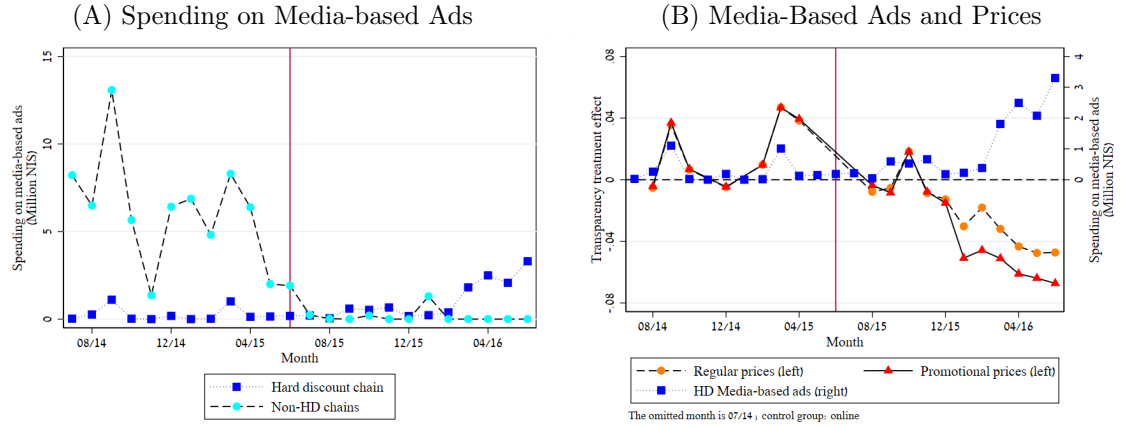 (A) Spending on Media-based Ads
Spending on media-based ads
(Million NIS)
15
10
5
0
08/14
12/14
04/15
08/15
12/15
04/16
Month
Hard discount chain
Non-HD chains
(B) Media-Based Ads and Prices
Transparency treatment effect
.08
.04
0
-.04
-.08
4
3
2
1
0
Spending on media-based ads
(Million NIS)
08/14
12/14
04/15
08/15
12/15
04/16
Month
Regular prices (left)
Promotional prices (left)
HD Media-based ads (right)
The omitted month is 07/14 ; control group: online